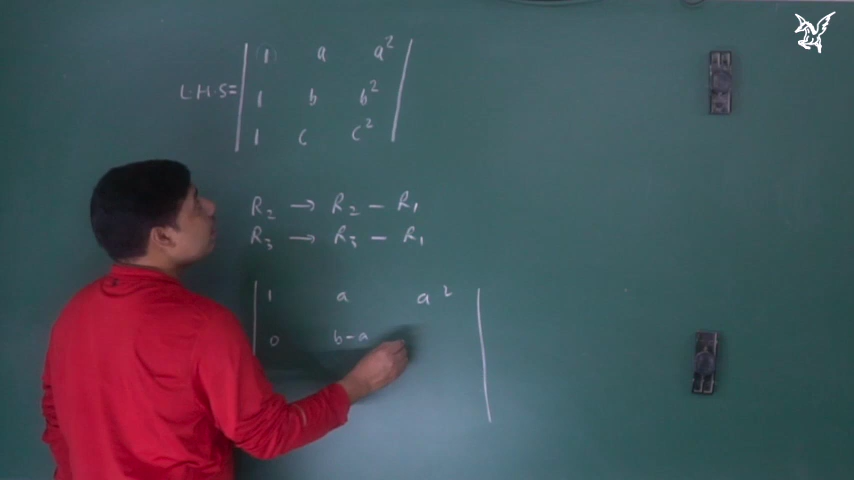 1 a a²
L.H.S = 1 b b²
1 c c²
R₂ → R₂ – R₁
R₃ → R₃ – R₁
1 a a²
0 b-a